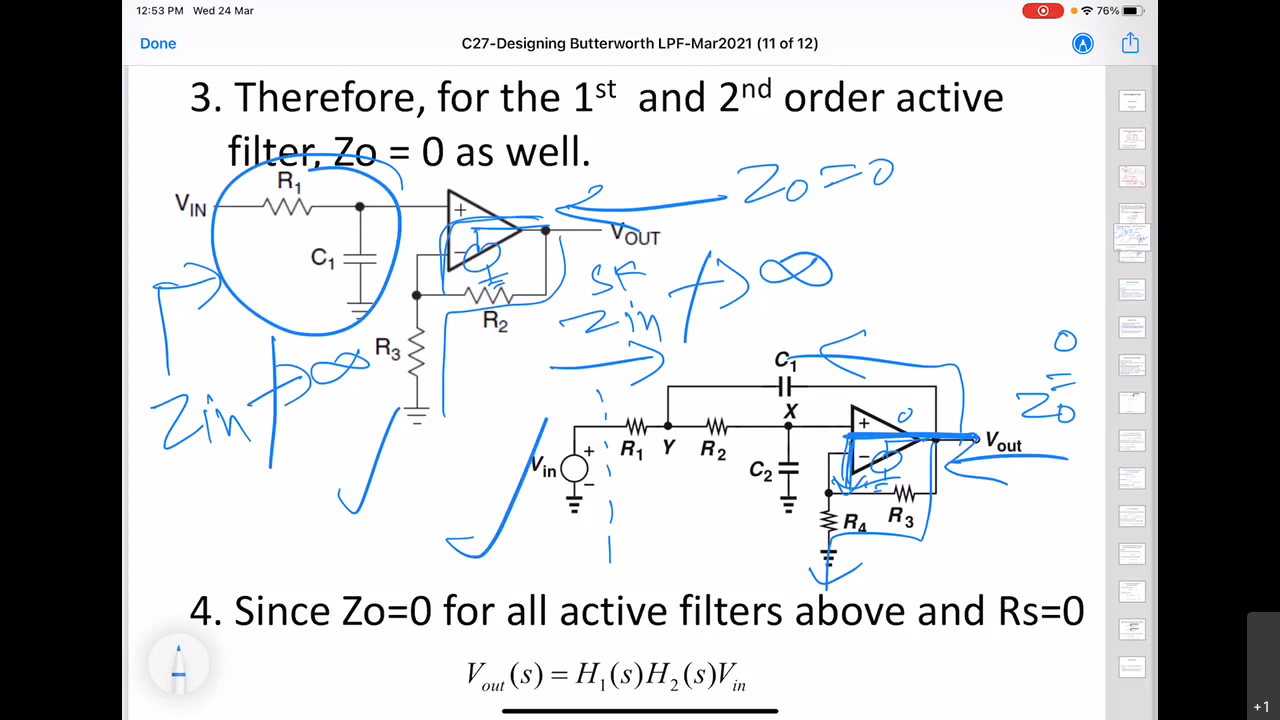 12:53 PM Wed 24 Mar
76%
Done
C27-Designing Butterworth LPF-Mar2021 (11 of 12)
3. Therefore, for the 1st and 2nd order active
filter, Zo = 0 as well.
Zo=0
R1
VIN
+
−
VOUT
C1
SK
Zin
∞
R2
R3
∞
Zin
C1
0
=
Zo
X
0
+
−
Vout
R1
Y
R2
Vin
+
−
C2
R3
R4
4. Since Zo=0 for all active filters above and Rs=0
Vout(s) = H1(s)H2(s)Vin
+1